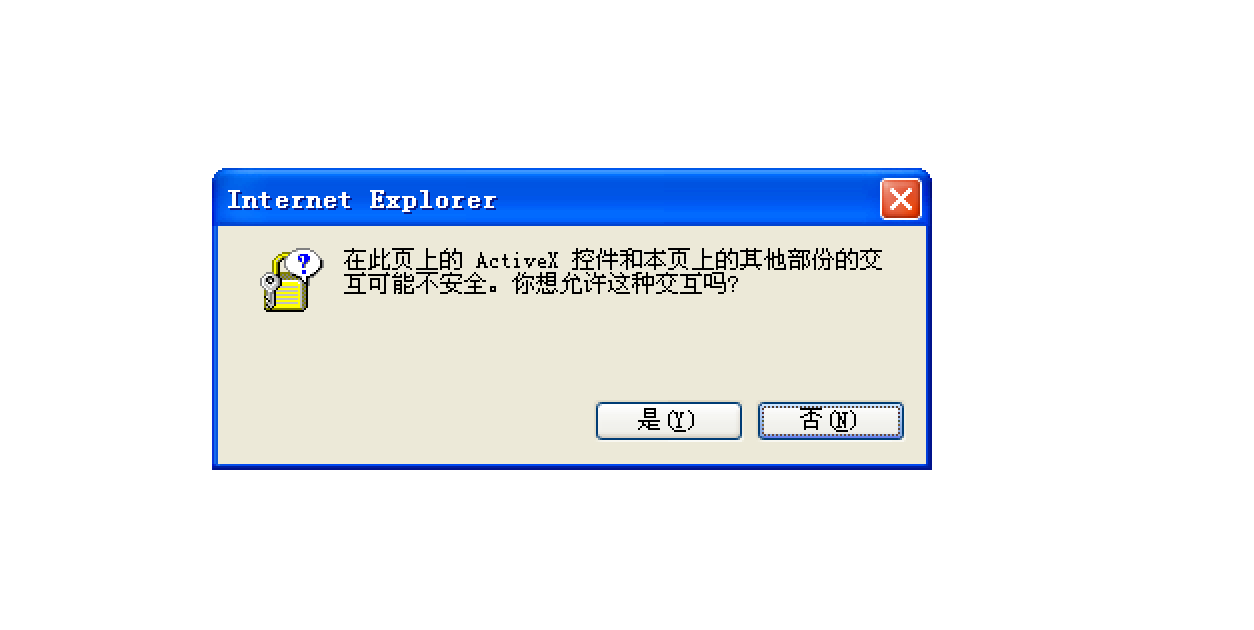 Internet Explorer
在此页上的 ActiveX 控件和本页上的其他部份的交
互可能不安全。你想允许这种交互吗?
是(Y)
否(N)